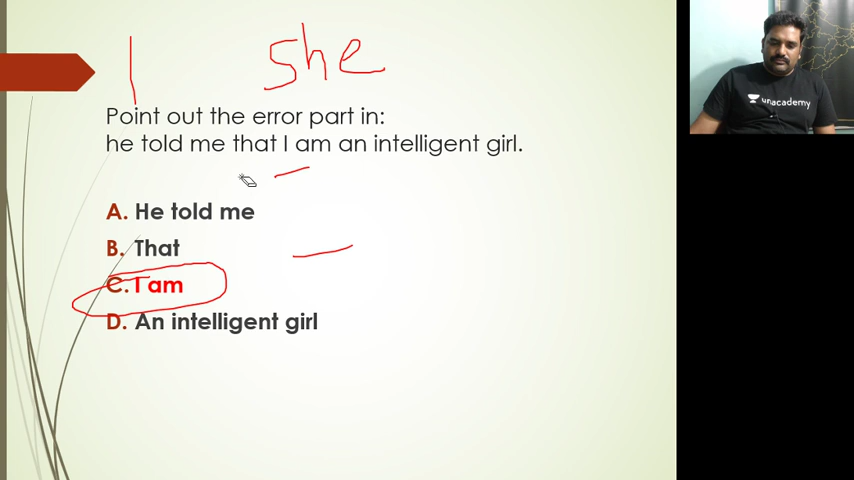 I she
Point out the error part in:
he told me that I am an intelligent girl.
A. He told me
B. That
C. I am
D. An intelligent girl
unacademy